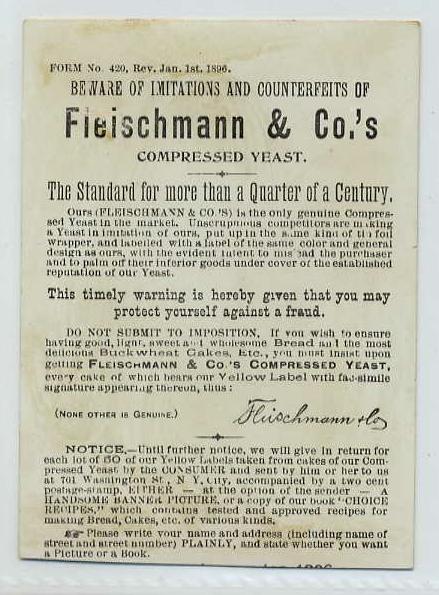 FORM No. 420, Rev. Jan. 1st, 1896.
BEWARE OF IMITATIONS AND COUNTERFEITS OF
Fleischmann & Co.'s
COMPRESSED YEAST.
The Standard for more than a Quarter of a Century.
Ours (FLEISCHMANN & CO.'S) is the only genuine Compres-
sed Yeast in the market. Unscrupulous competitors are making
a Yeast in imitation of ours, put up in the same kind of tin foil
wrapper, and labelled with a label of the same color and general
design as ours, with the evident intent to mislead the purchaser
and to palm off their inferior goods under cover of the established
reputation of our Yeast.
This timely warning is hereby given that you may
protect yourself against a fraud.
DO NOT SUBMIT TO IMPOSITION. If you wish to ensure
having good, light, sweet and wholesome Bread and the most
delicious Buckwheat Cakes, Etc., you must insist upon
getting FLEISCHMANN & CO.'S COMPRESSED YEAST,
every cake of which bears our Yellow Label with fac-simile
signature appearing thereon, thus:
(NONE OTHER IS GENUINE.) Fleischmann & Co
NOTICE.—Until further notice, we will give in return for
each lot of 50 of our Yellow Labels taken from cakes of our Com-
pressed Yeast by the CONSUMER and sent by him or her to us
at 701 Washington St., N. Y. City, accompanied by a two cent
postage-stamp, EITHER — at the option of the sender — A
HANDSOME BANNER PICTURE, or a copy of our book "CHOICE
RECIPES," which contains tested and approved recipes for
making Bread, Cakes, etc. of various kinds.
☞ Please write your name and address (including name of
street and street number) PLAINLY, and state whether you want
a Picture or a Book.